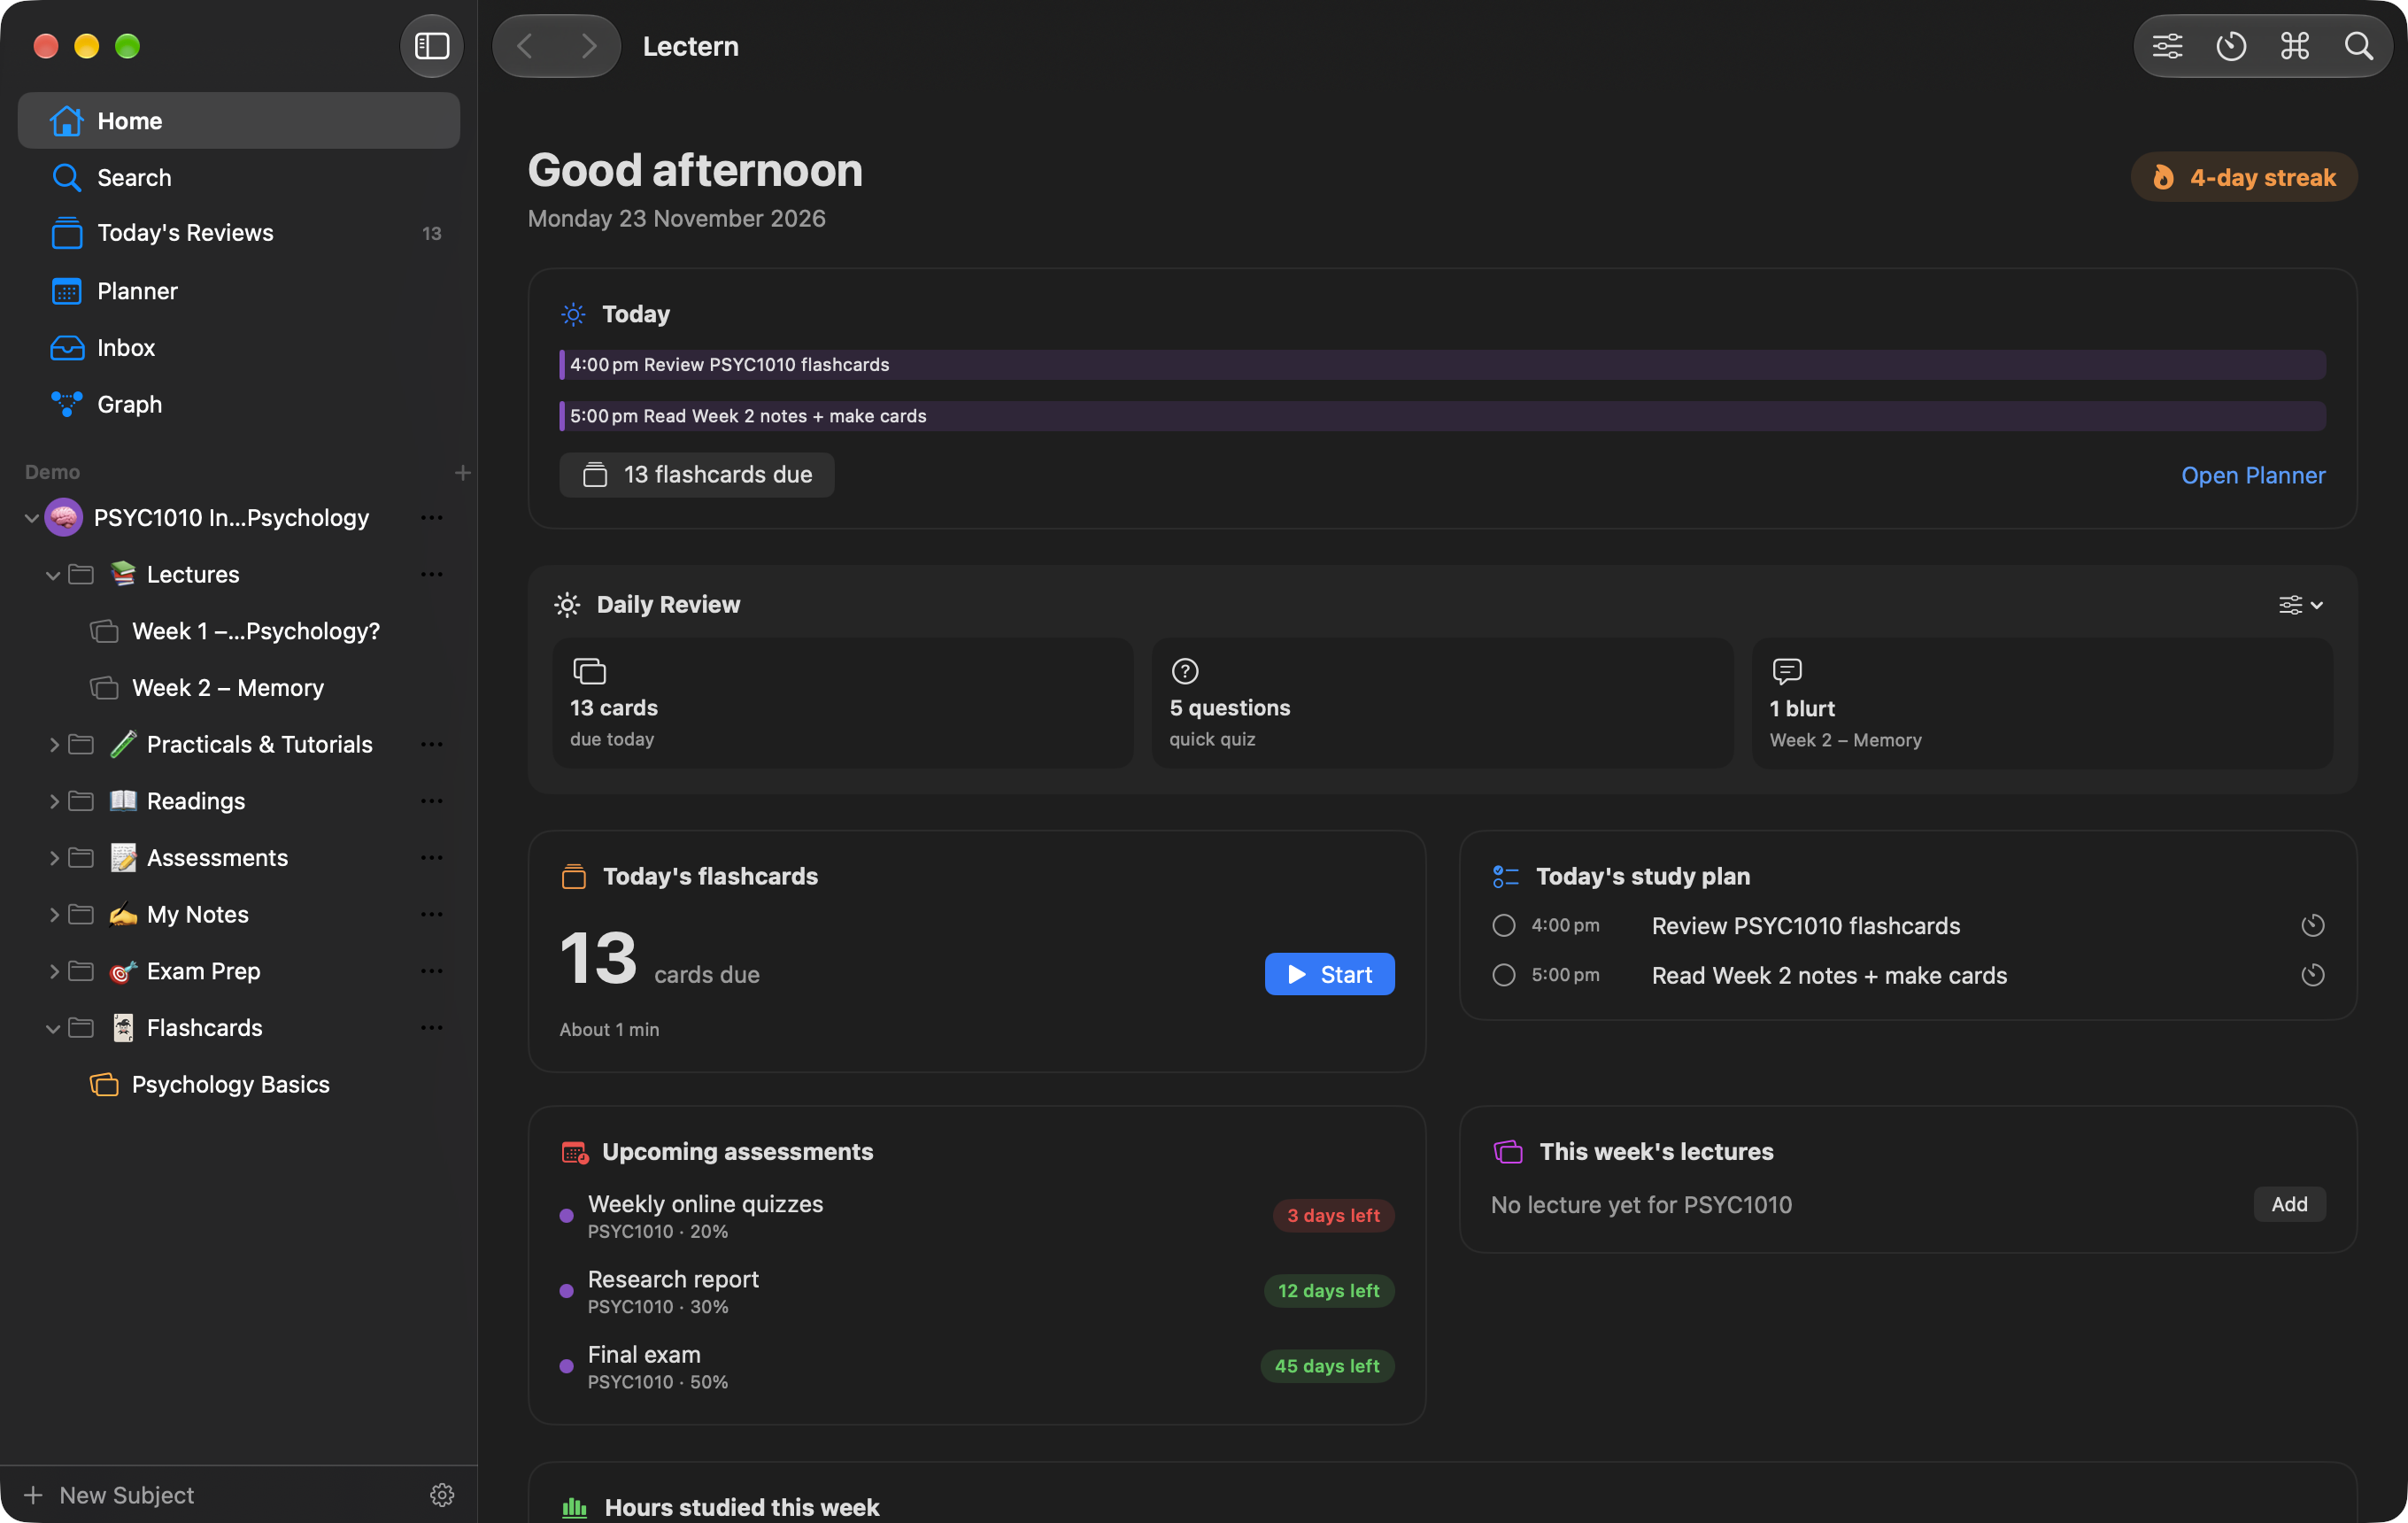 Lectern
Home
Search
Today's Reviews 13
Planner
Inbox
Graph
Demo
PSYC1010 In...Psychology
Lectures
Week 1 –...Psychology?
Week 2 – Memory
Practicals & Tutorials
Readings
Assessments
My Notes
Exam Prep
Flashcards
Psychology Basics
New Subject
Good afternoon
Monday 23 November 2026
4-day streak
Today
4:00 pm Review PSYC1010 flashcards
5:00 pm Read Week 2 notes + make cards
13 flashcards due
Open Planner
Daily Review
13 cards
due today
5 questions
quick quiz
1 blurt
Week 2 – Memory
Today's flashcards
13 cards due
Start
About 1 min
Today's study plan
4:00 pm Review PSYC1010 flashcards
5:00 pm Read Week 2 notes + make cards
Upcoming assessments
Weekly online quizzes
PSYC1010 · 20%
3 days left
Research report
PSYC1010 · 30%
12 days left
Final exam
PSYC1010 · 50%
45 days left
This week's lectures
No lecture yet for PSYC1010
Add
Hours studied this week